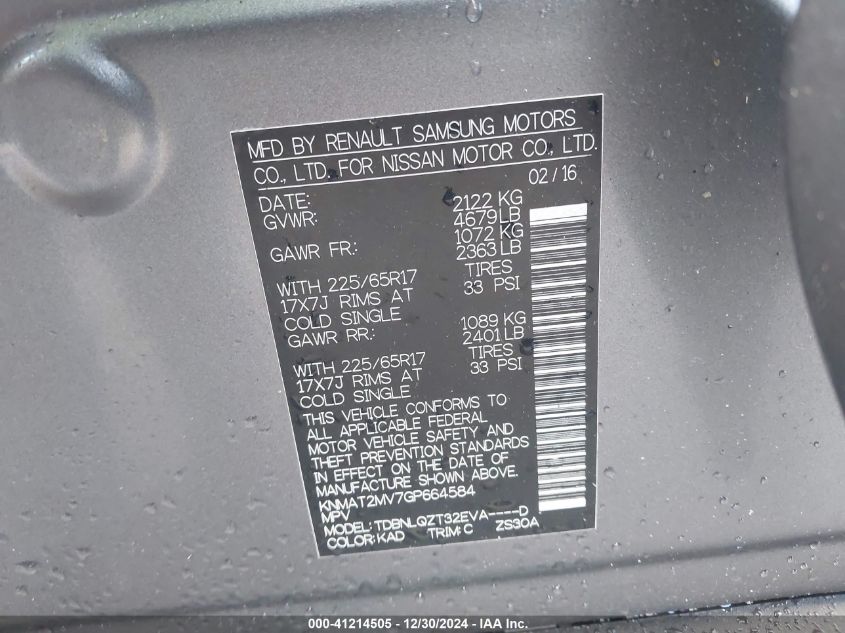 MFD BY RENAULT SAMSUNG MOTORS
CO., LTD. FOR NISSAN MOTOR CO., LTD.
DATE: 02 / 16
GVWR: 2122 KG
4679 LB
GAWR FR: 1072 KG
2363 LB
WITH 225/65R17 TIRES
17X7J RIMS AT 33 PSI
COLD SINGLE
GAWR RR: 1089 KG
2401 LB
WITH 225/65R17 TIRES
17X7J RIMS AT 33 PSI
COLD SINGLE
THIS VEHICLE CONFORMS TO
ALL APPLICABLE FEDERAL
MOTOR VEHICLE SAFETY AND
THEFT PREVENTION STANDARDS
IN EFFECT ON THE DATE OF
MANUFACTURE SHOWN ABOVE.
KNMAT2MV7GP664584
MPV
MODEL: TDBNLQZT32EVA----D
COLOR: KAD TRIM: C ZS30A
000-41214505 - 12/30/2024 - IAA Inc.